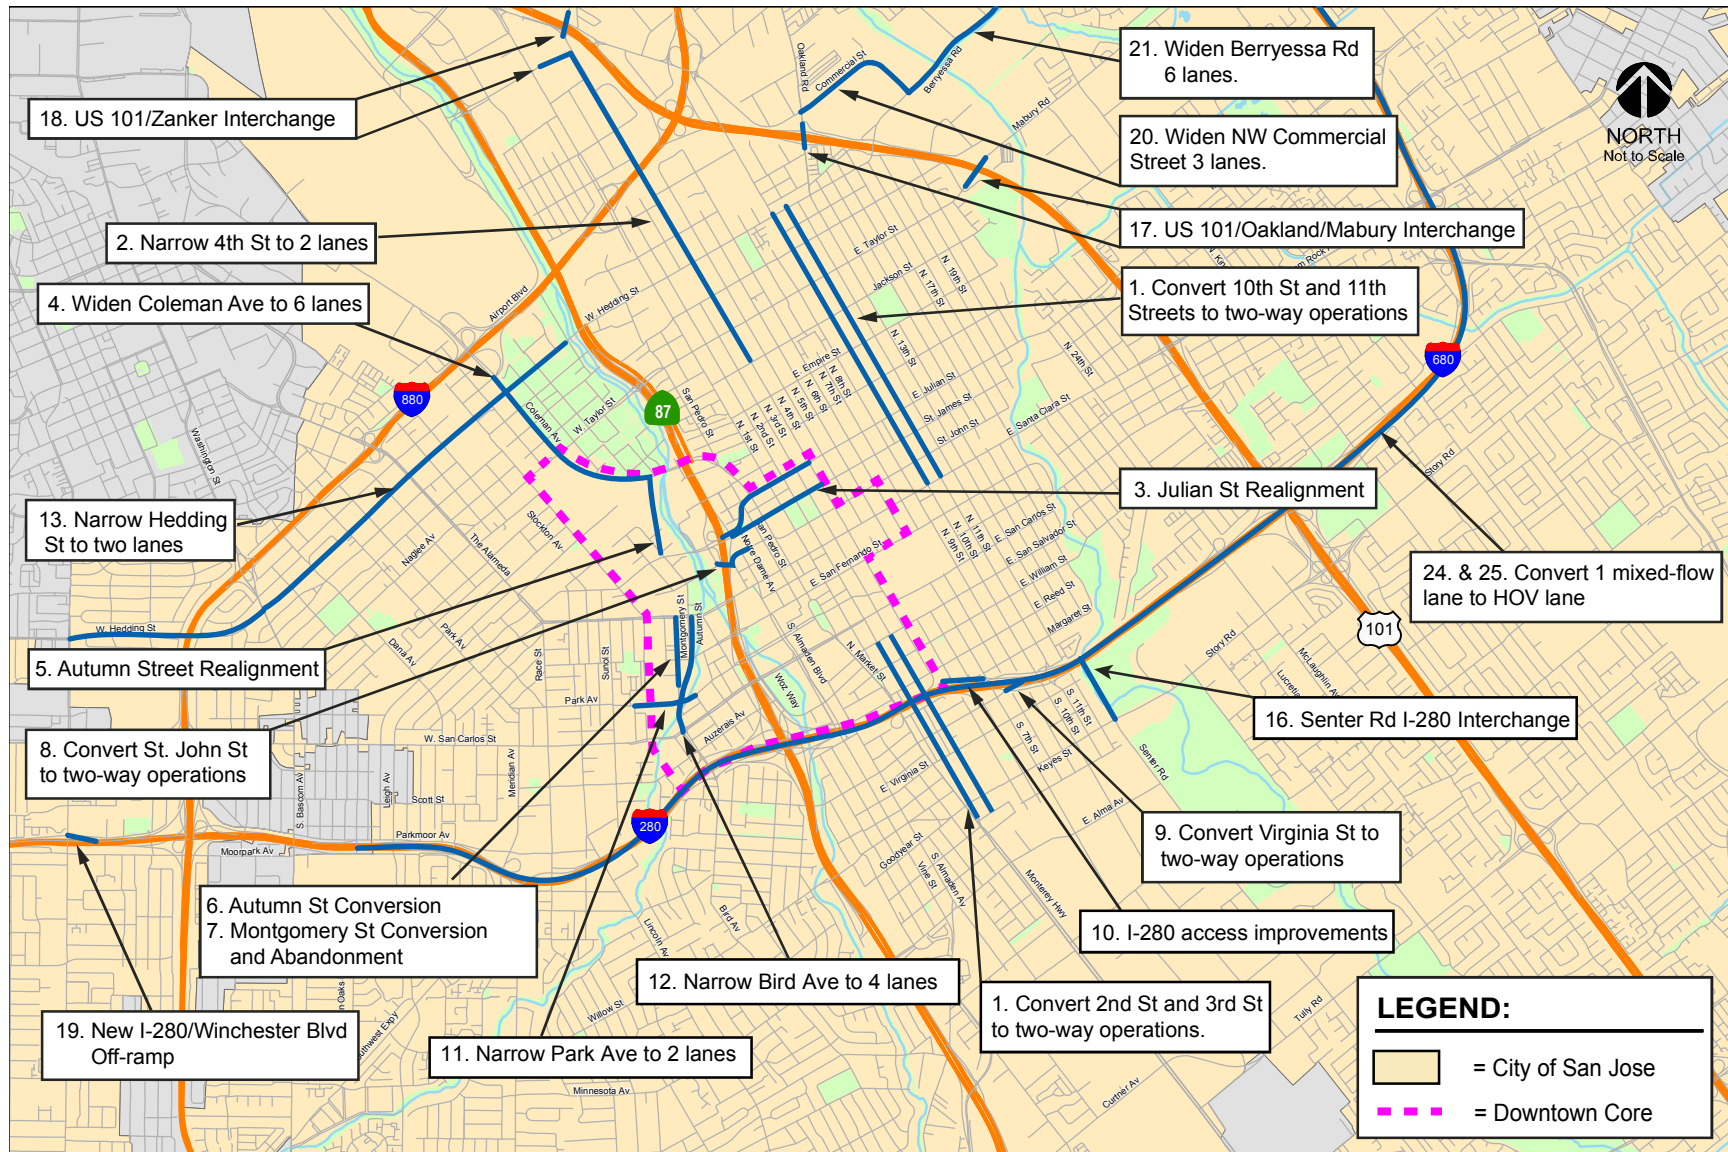 21. Widen Berryessa Rd
6 lanes.
18. US 101/Zanker Interchange
20. Widen NW Commercial
Street 3 lanes.
NORTH
Not to Scale
2. Narrow 4th St to 2 lanes
17. US 101/Oakland/Mabury Interchange
4. Widen Coleman Ave to 6 lanes
1. Convert 10th St and 11th
Streets to two-way operations
13. Narrow Hedding
St to two lanes
3. Julian St Realignment
24. & 25. Convert 1 mixed-flow
lane to HOV lane
5. Autumn Street Realignment
16. Senter Rd I-280 Interchange
8. Convert St. John St
to two-way operations
9. Convert Virginia St to
two-way operations
6. Autumn St Conversion
7. Montgomery St Conversion
and Abandonment
10. I-280 access improvements
12. Narrow Bird Ave to 4 lanes
1. Convert 2nd St and 3rd St
to two-way operations.
19. New I-280/Winchester Blvd
Off-ramp
11. Narrow Park Ave to 2 lanes
LEGEND:
= City of San Jose
= Downtown Core
880
87
680
101
280
Oakland Rd
Commercial St
Berryessa Rd
Mabury Rd
E. Taylor St
Jackson St
N. 19th St
N. 17th St
N. 13th St
N. 24th St
Airport Blvd
W. Hedding St
E. Empire St
N. 8th St
N. 7th St
N. 6th St
N. 5th St
N. 4th St
N. 3rd St
N. 2nd St
N. 1st St
San Pedro St
E. Julian St
St. James St
St. John St
E. Santa Clara St
Coleman Av
W. Taylor St
Washington St
Stockton Av
The Alameda
Naglee Av
Story Rd
San Pedro St
Notre Dame Av
E. San Fernando St
N. 11th St
N. 10th St
N. 9th St
E. San Carlos St
E. San Salvador St
E. William St
E. Reed St
Margaret St
W. Hedding St
Dana Av
Park Av
Race St
Sunol St
Montgomery St
Autumn St
S. Almaden Blvd
N. Market St
Woz Way
Story Rd
McLaughlin Av
Park Av
W. San Carlos St
Auzerais Av
Meridian Av
S. 11th St
S. 10th St
S. 7th St
Keyes St
Senter Rd
S. Bascom Av
Leigh Av
Scott St
Parkmoor Av
Moorpark Av
E. Virginia St
E. Alma Av
Goodyear St
S. Almaden Av
Vine St
Monterey Hwy
Bird Av
Lincoln Av
Willow St
Minnesota Av
Tully Rd
Curtner Av